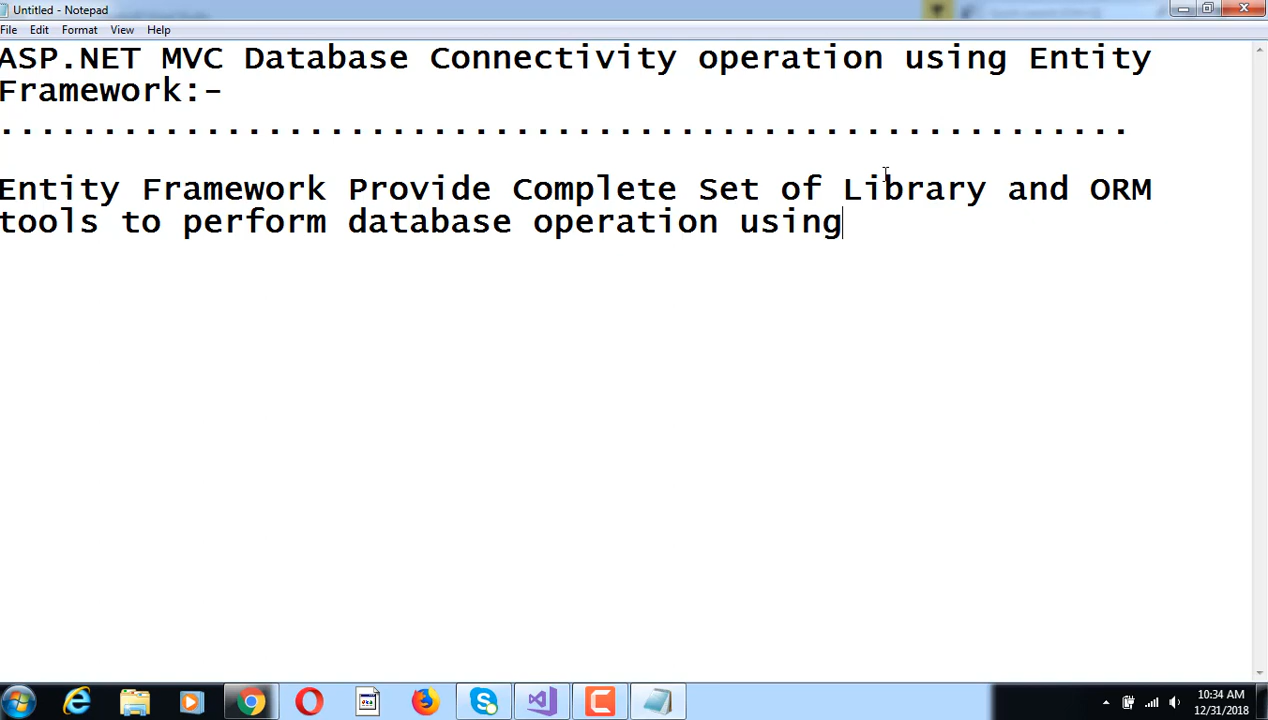 Untitled - Notepad
File Edit Format View Help
ASP.NET MVC Database Connectivity operation using Entity
Framework:-
.......................................................
Entity Framework Provide Complete Set of Library and ORM
tools to perform database operation using
10:34 AM
12/31/2018